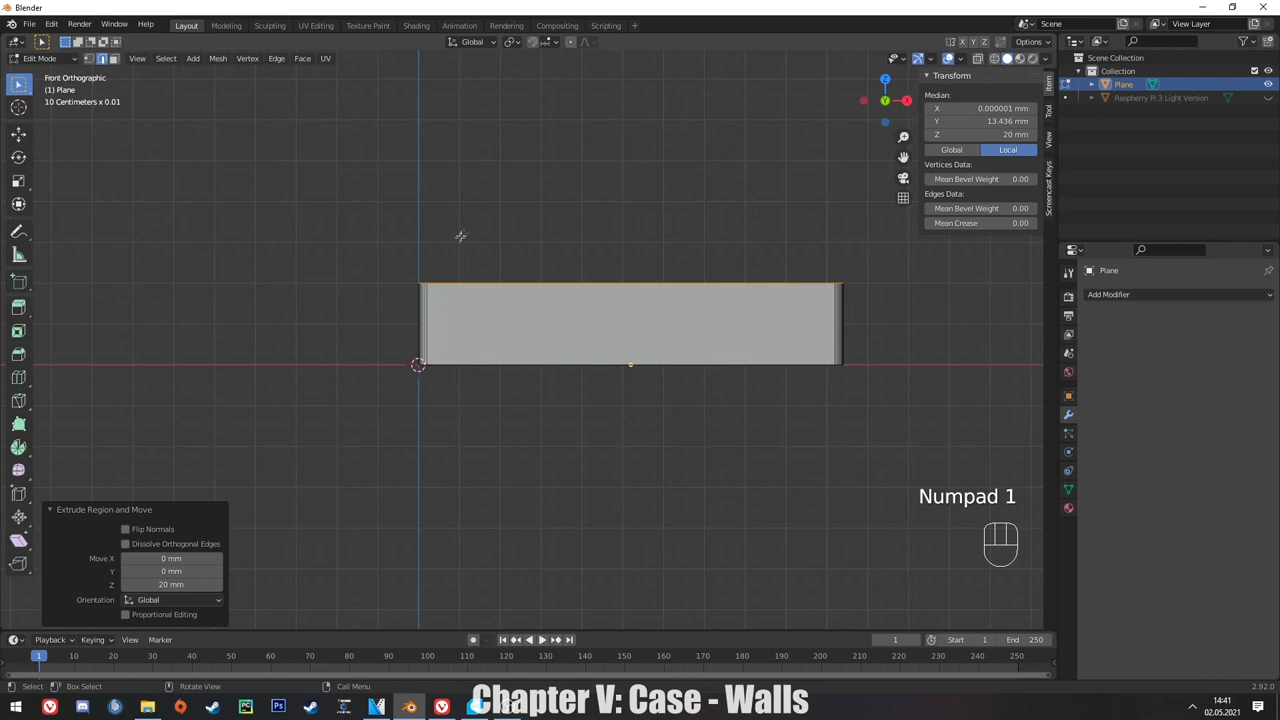 Blender
File Edit Render Window Help Layout Modeling Sculpting UV Editing Texture Paint Shading Animation Rendering Compositing Scripting + Scene View Layer
Global X Y Z Options
Edit Mode View Select Add Mesh Vertex Edge Face UV
Front Orthographic
(1) Plane
10 Centimeters x 0.01
Z
X
Y
Transform
Median:
X 0.000001 mm
Y 13.436 mm
Z 20 mm
Global Local
Vertices Data:
Mean Bevel Weight 0.00
Edges Data:
Mean Bevel Weight 0.00
Mean Crease 0.00
Item
Tool
View
Screencast Keys
Scene Collection
Collection
Plane
Raspberry Pi 3 Light Version
Plane
Add Modifier
Numpad 1
Extrude Region and Move
Flip Normals
Dissolve Orthogonal Edges
Move X 0 mm
Y 0 mm
Z 20 mm
Orientation Global
Proportional Editing
Playback Keying View Marker 1 Start 1 End 250
1 10 20 30 40 50 60 70 80 90 100 110 120 130 140 150 160 170 180 190 200 210 220 230 240 250
Select Box Select Rotate View Call Menu 2.92.0
Chapter V: Case - Walls
14:41
02.05.2021